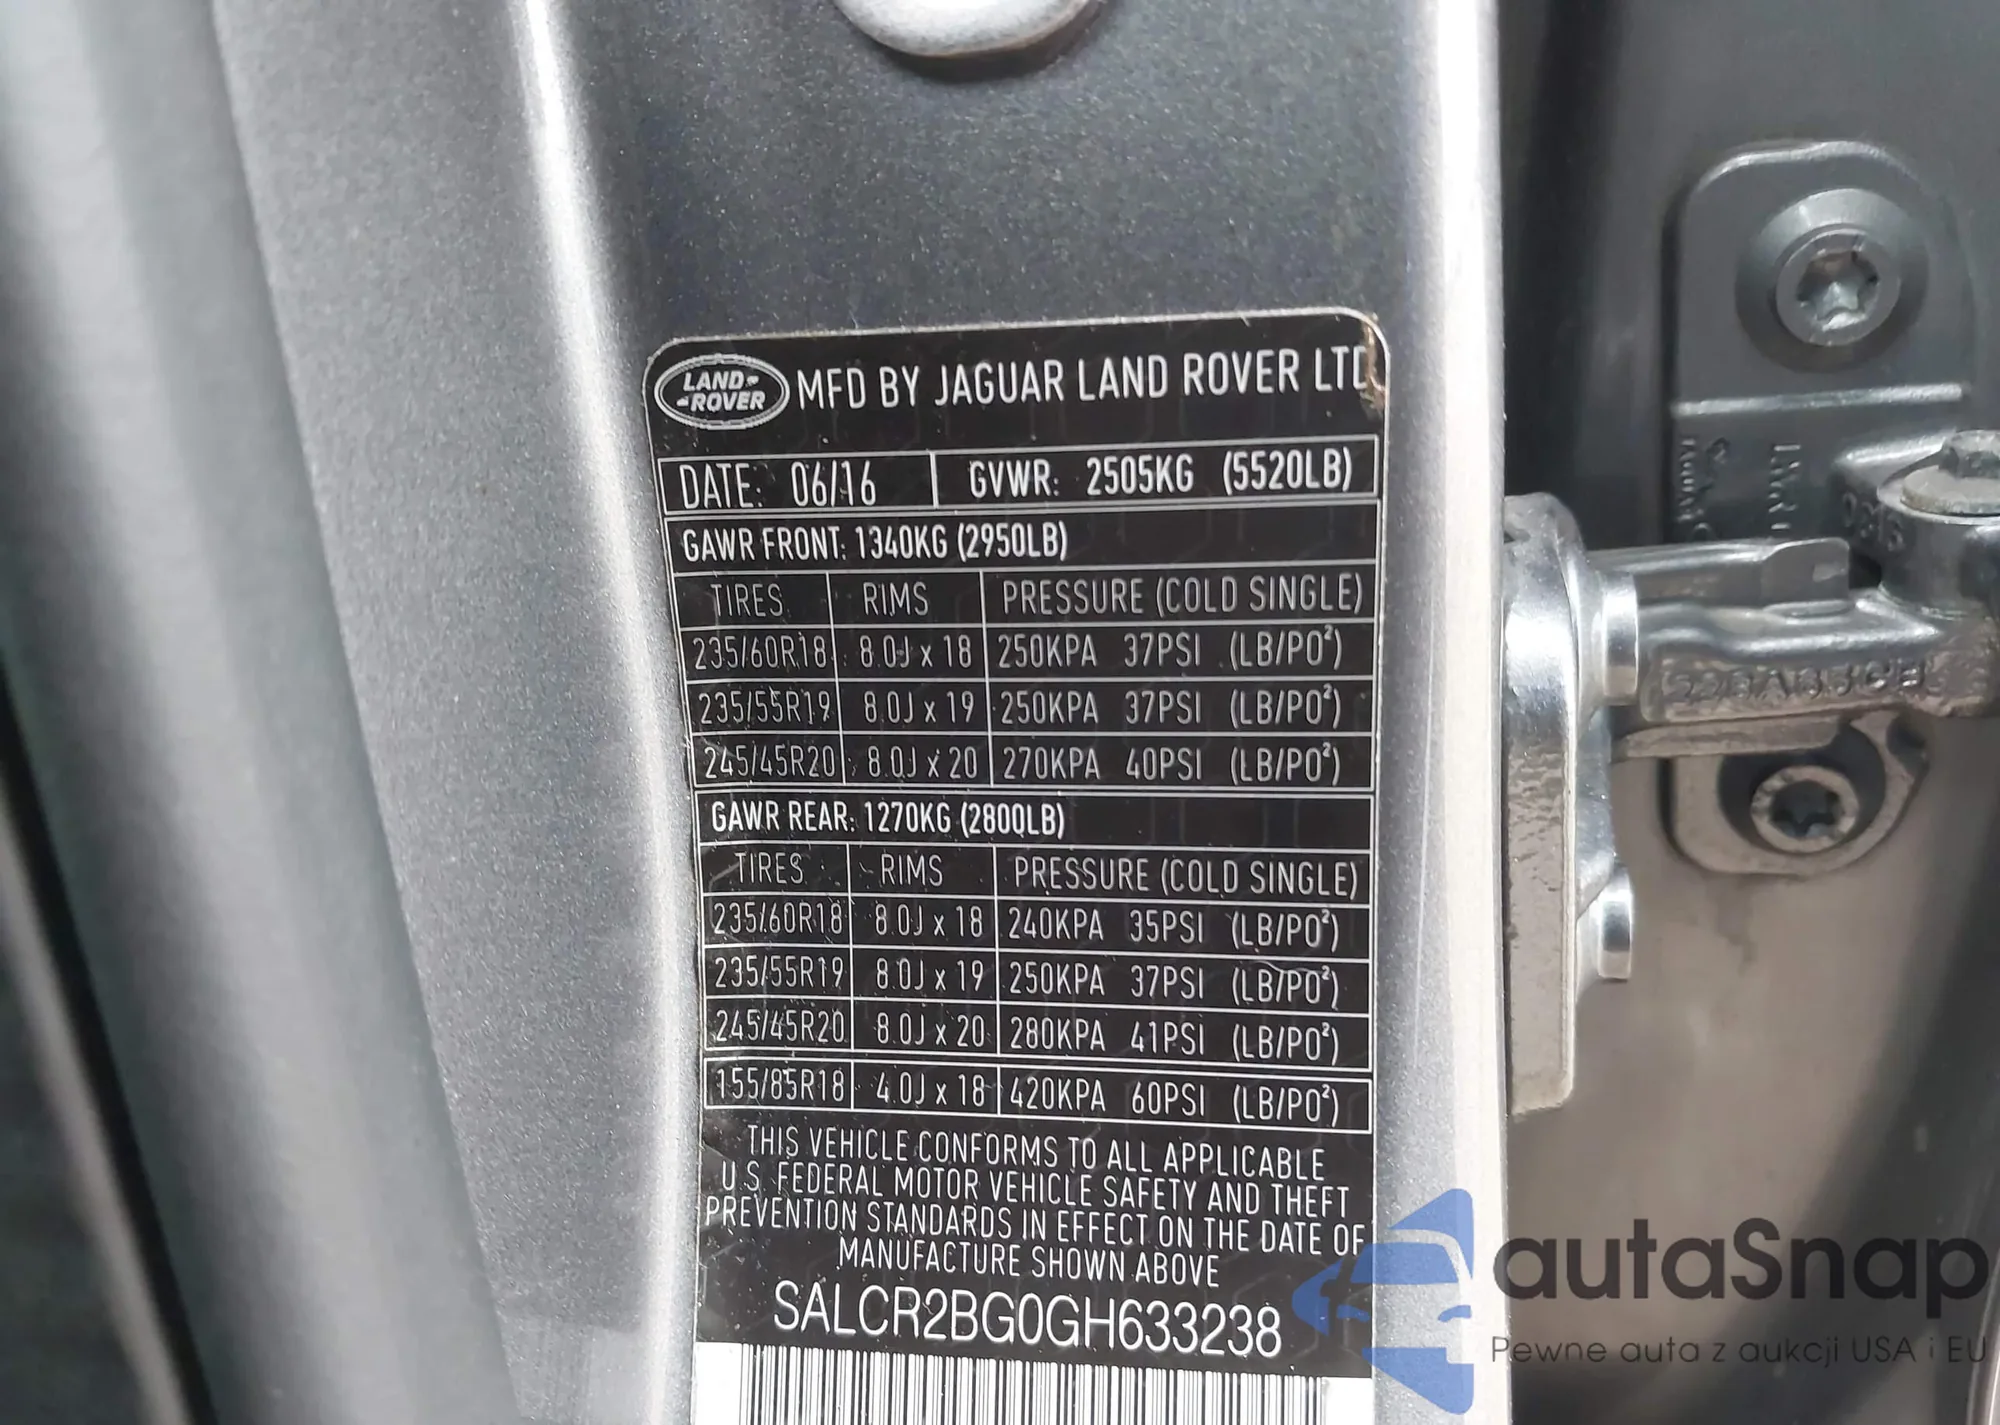 LAND
ROVER
MFD BY JAGUAR LAND ROVER LTD
DATE: 06/16 GVWR: 2505KG (5520LB)
GAWR FRONT: 1340KG (2950LB)
TIRES RIMS PRESSURE (COLD SINGLE)
235/60R18 8.0J x 18 250KPA 37PSI (LB/PO²)
235/55R19 8.0J x 19 250KPA 37PSI (LB/PO²)
245/45R20 8.0J x 20 270KPA 40PSI (LB/PO²)
GAWR REAR: 1270KG (2800LB)
TIRES RIMS PRESSURE (COLD SINGLE)
235/60R18 8.0J x 18 240KPA 35PSI (LB/PO²)
235/55R19 8.0J x 19 250KPA 37PSI (LB/PO²)
245/45R20 8.0J x 20 280KPA 41PSI (LB/PO²)
155/85R18 4.0J x 18 420KPA 60PSI (LB/PO²)
THIS VEHICLE CONFORMS TO ALL APPLICABLE
U.S. FEDERAL MOTOR VEHICLE SAFETY AND THEFT
PREVENTION STANDARDS IN EFFECT ON THE DATE OF
MANUFACTURE SHOWN ABOVE
SALCR2BG0GH633238
autaSnap
Pewne auta z aukcji USA i EU